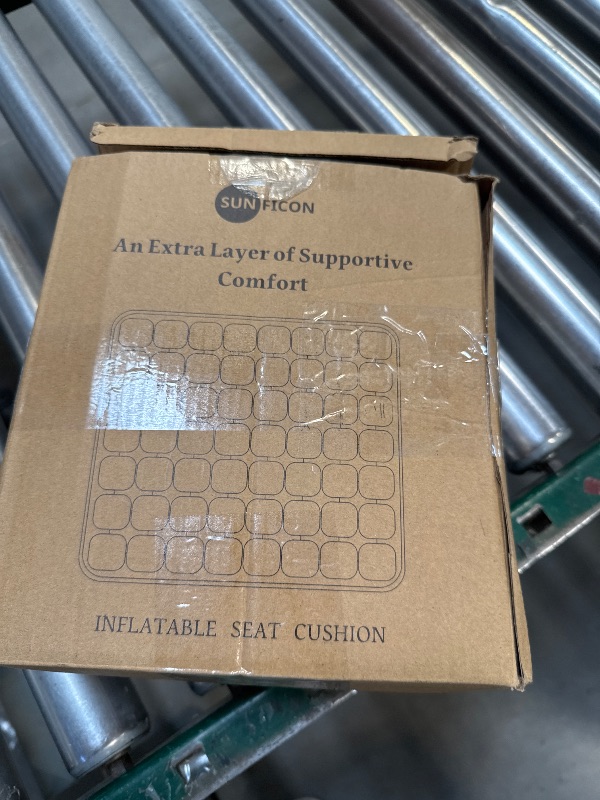 SUNFICON
An Extra Layer of Supportive
Comfort
INFLATABLE SEAT CUSHION